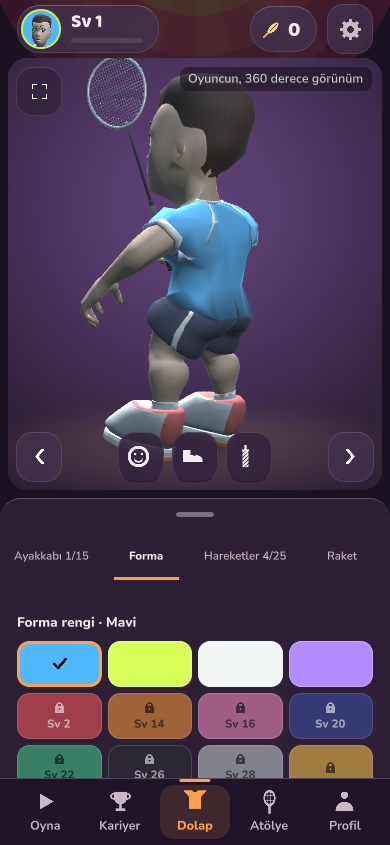 Sv 1
0
Oyuncun, 360 derece görünüm
Ayakkabı 1/15
Forma
Hareketler 4/25
Raket
Forma rengi · Mavi
Sv 2
Sv 14
Sv 16
Sv 20
Sv 22
Sv 26
Sv 28
Oyna
Kariyer
Dolap
Atölye
Profil